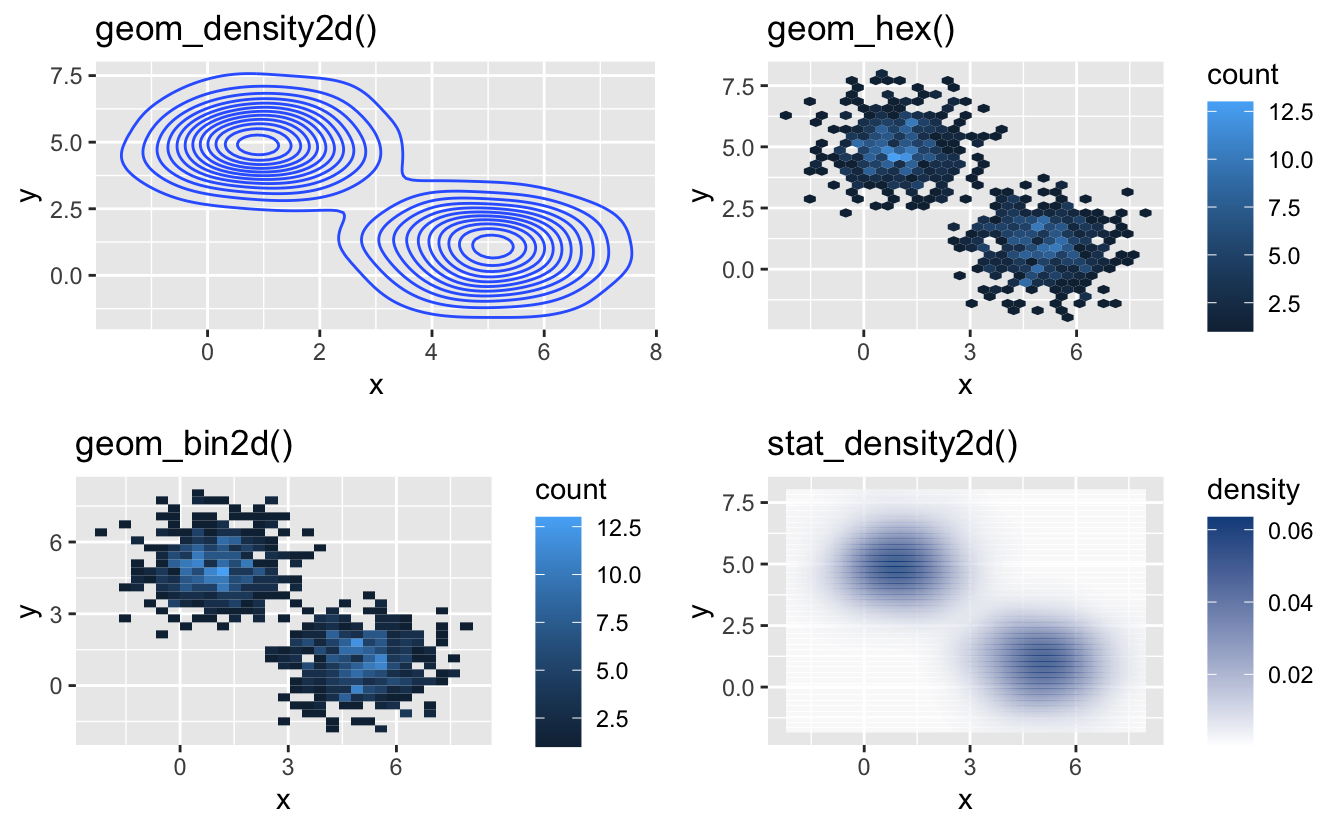 geom_density2d()
7.5
5.0
2.5
0.0
y
0 2 4 6 8
x
geom_hex()
7.5
5.0
2.5
0.0
y
0 3 6
x
count
12.5
10.0
7.5
5.0
2.5
geom_bin2d()
6
3
0
y
0 3 6
x
count
12.5
10.0
7.5
5.0
2.5
stat_density2d()
7.5
5.0
2.5
0.0
y
0 3 6
x
density
0.06
0.04
0.02